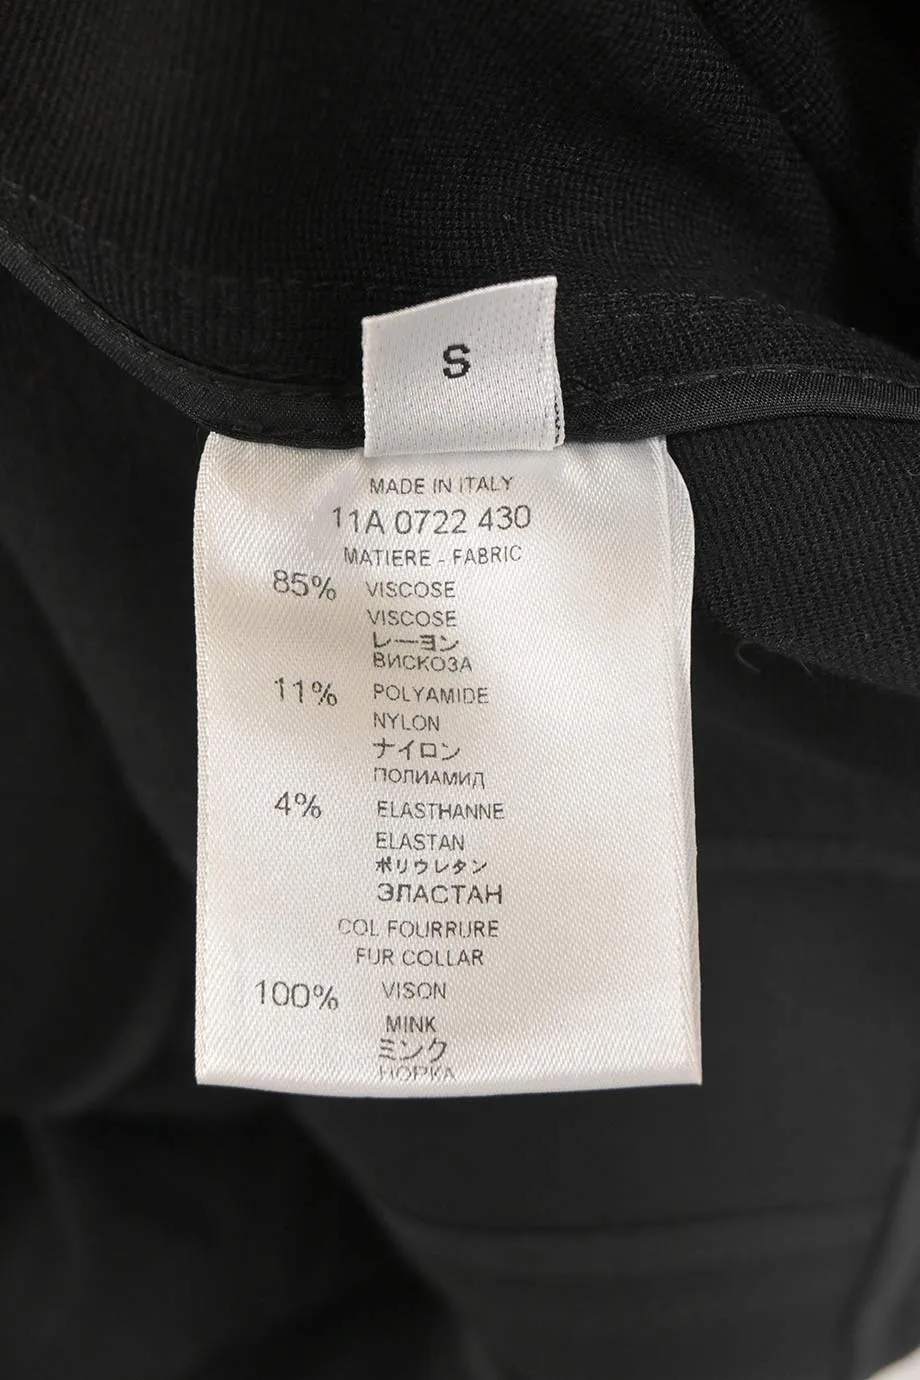 S
MADE IN ITALY
11A 0722 430
MATIERE - FABRIC
85% VISCOSE
VISCOSE
レーヨン
ВИСКОЗА
11% POLYAMIDE
NYLON
ナイロン
ПОЛИАМИД
4% ELASTHANNE
ELASTAN
ポリウレタン
ЭЛАСТАН
COL FOURRURE
FUR COLLAR
100% VISON
MINK
ミンク
НОРКА